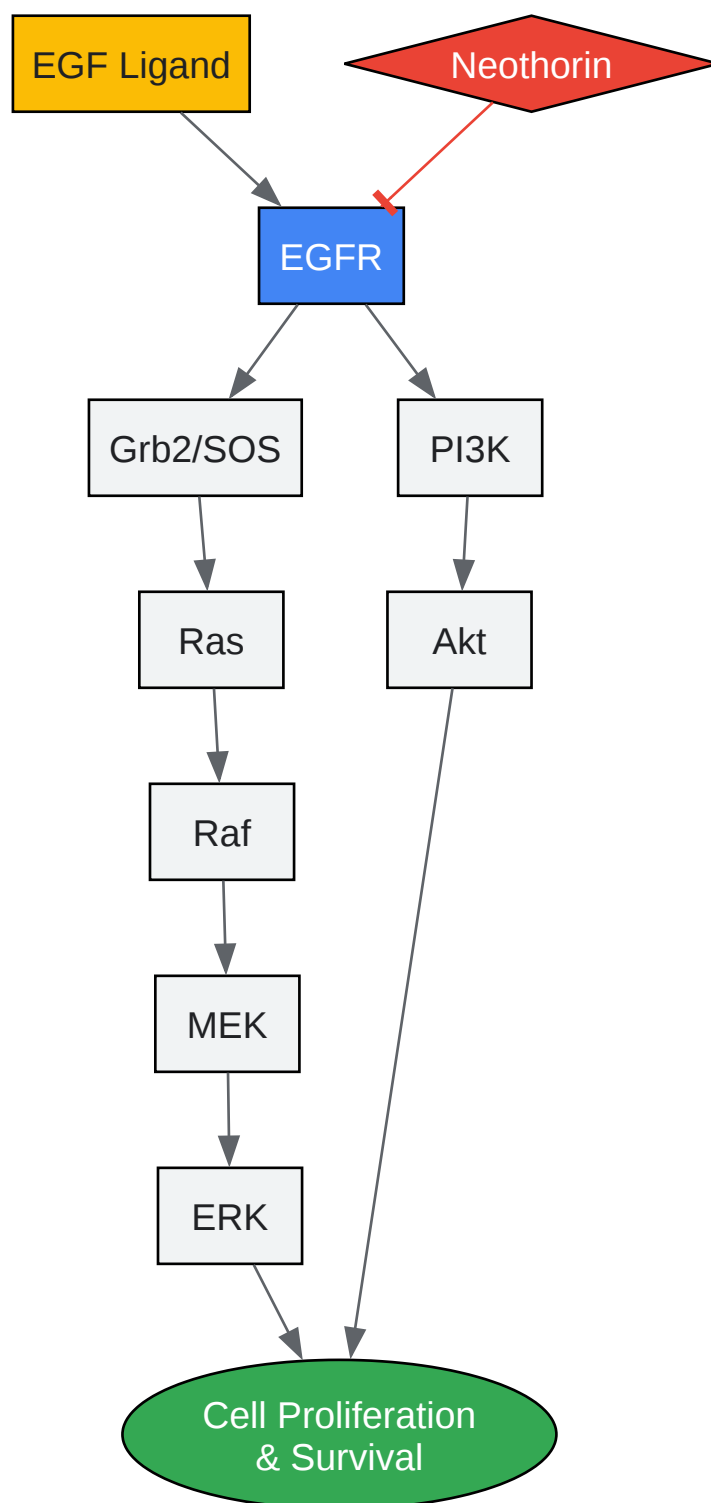 EGF Ligand
Neothorin
EGFR
Grb2/SOS
PI3K
Ras
Akt
Raf
MEK
ERK
Cell Proliferation
& Survival